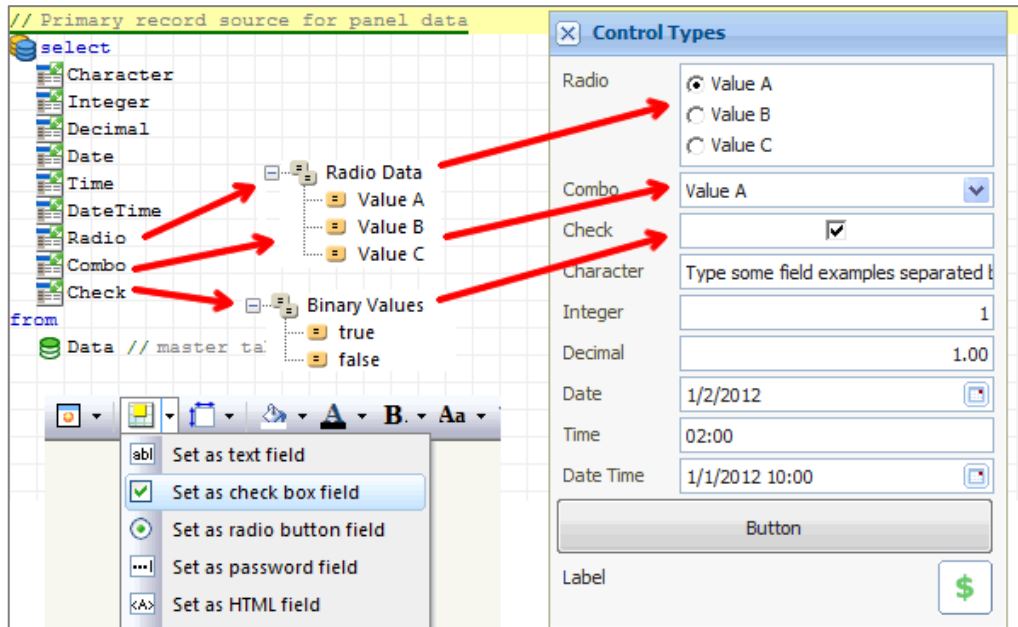 // Primary record source for panel data
select
Character
Integer
Decimal
Date
Time
DateTime
Radio
Combo
Check
from
Data // master ta
Radio Data
Value A
Value B
Value C
Binary Values
true
false
A B. Aa
abl Set as text field
Set as check box field
Set as radio button field
Set as password field
<A> Set as HTML field
Control Types
Radio
Value A
Value B
Value C
Combo Value A
Check
Character Type some field examples separated b
Integer 1
Decimal 1.00
Date 1/2/2012
Time 02:00
Date Time 1/1/2012 10:00
Button
Label $